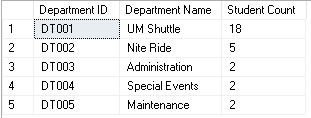 Department ID Department Name Student Count
1 DT001 UM Shuttle 18
2 DT002 Nite Ride 5
3 DT003 Administration 2
4 DT004 Special Events 2
5 DT005 Maintenance 2